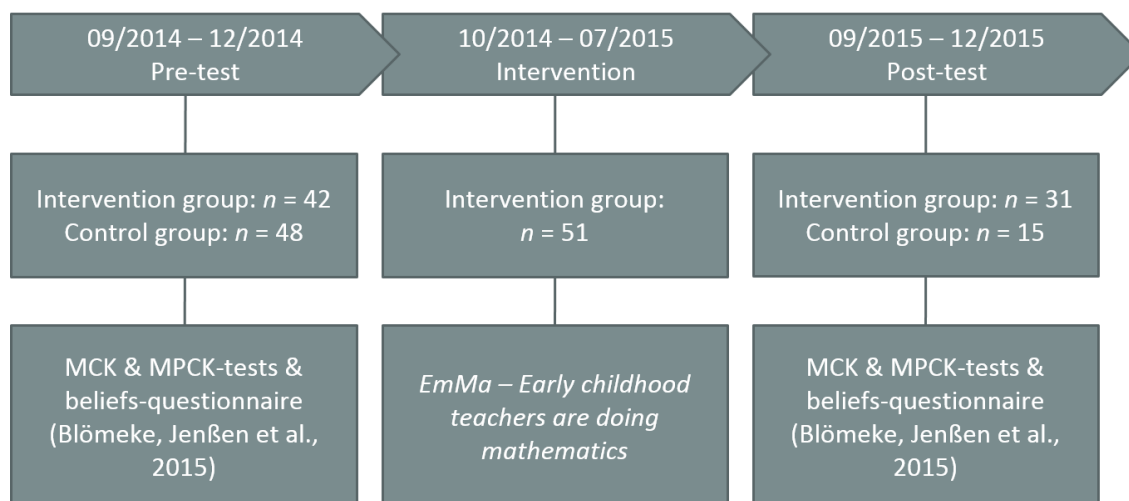 09/2014 – 12/2014
Pre-test
10/2014 – 07/2015
Intervention
09/2015 – 12/2015
Post-test
Intervention group: n = 42
Control group: n = 48
Intervention group:
n = 51
Intervention group: n = 31
Control group: n = 15
MCK & MPCK-tests &
beliefs-questionnaire
(Blömeke, Jenßen et al.,
2015)
EmMa – Early childhood
teachers are doing
mathematics
MCK & MPCK-tests &
beliefs-questionnaire
(Blömeke, Jenßen et al.,
2015)